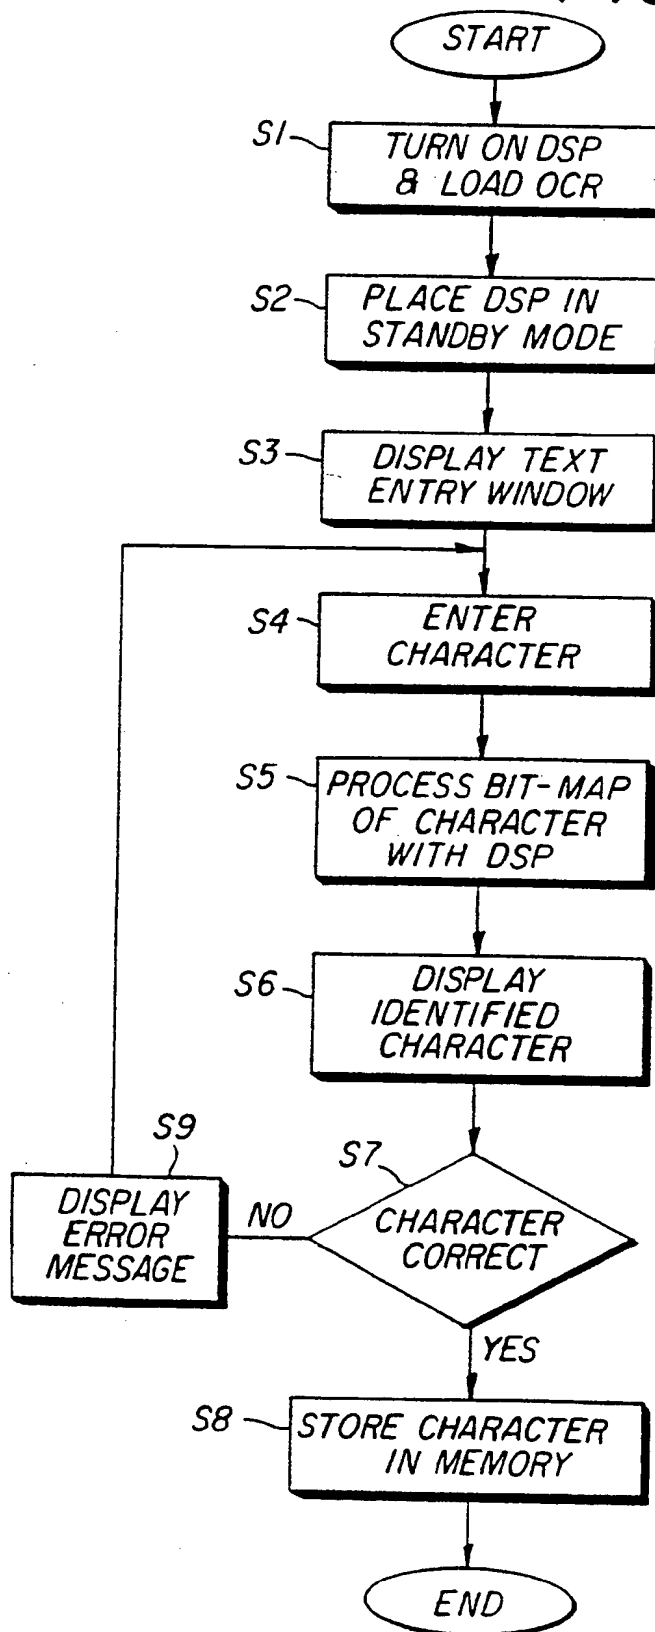 START
S1
TURN ON DSP
& LOAD OCR
S2
PLACE DSP IN
STANDBY MODE
S3
DISPLAY TEXT
ENTRY WINDOW
S4
ENTER
CHARACTER
S5
PROCESS BIT-MAP
OF CHARACTER
WITH DSP
S6
DISPLAY
IDENTIFIED
CHARACTER
S7
CHARACTER
CORRECT
NO
S9
DISPLAY
ERROR
MESSAGE
YES
S8
STORE CHARACTER
IN MEMORY
END